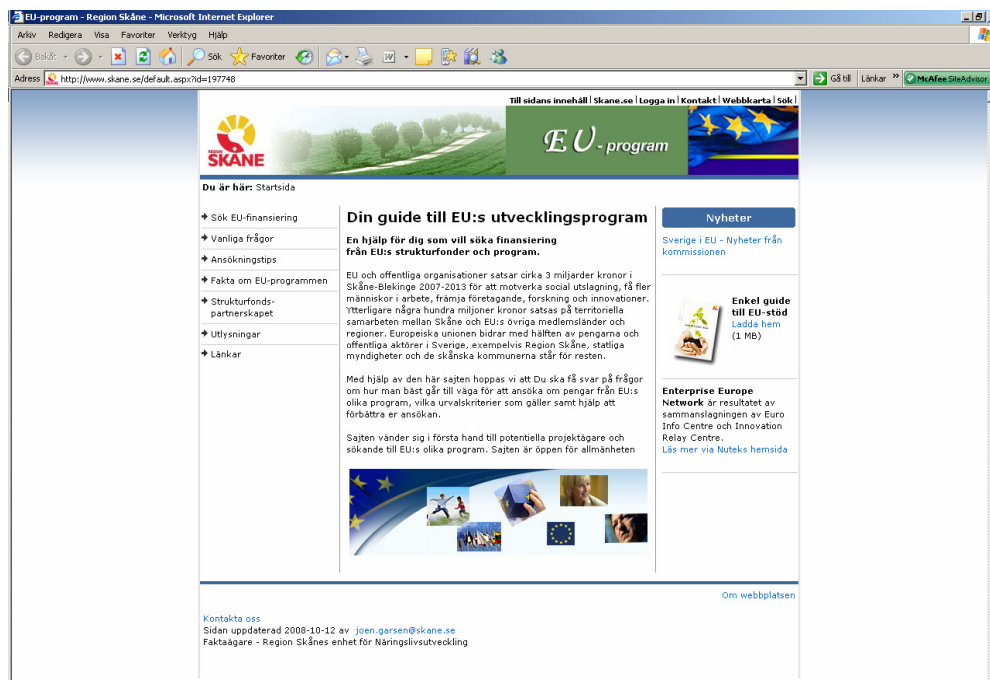 EU-program - Region Skåne - Microsoft Internet Explorer
Arkiv Redigera Visa Favoriter Verktyg Hjälp
Bakåt Sök Favoriter
Adress http://www.skane.se/default.aspx?id=197748 Gå till Länkar » McAfee SiteAdvisor
Till sidans innehåll | Skane.se | Logga in | Kontakt | Webbkarta | Sök |
REGION
SKÅNE
EU - program
Du är här: Startsida
Sök EU-finansiering
Vanliga frågor
Ansökningstips
Fakta om EU-programmen
Strukturfonds-
partnerskapet
Utlysningar
Länkar
Din guide till EU:s utvecklingsprogram
En hjälp för dig som vill söka finansiering
från EU:s strukturfonder och program.
EU och offentliga organisationer satsar cirka 3 miljarder kronor i
Skåne-Blekinge 2007-2013 för att motverka social utslagning, få fler
människor i arbete, främja företagande, forskning och innovationer.
Ytterligare några hundra miljoner kronor satsas på territoriella
samarbeten mellan Skåne och EU:s övriga medlemsländer och
regioner. Europeiska unionen bidrar med hälften av pengarna och
offentliga aktörer i Sverige, exempelvis Region Skåne, statliga
myndigheter och de skånska kommunerna står för resten.
Med hjälp av den här sajten hoppas vi att Du ska få svar på frågor
om hur man bäst går till väga för att ansöka om pengar från EU:s
olika program, vilka urvalskriterier som gäller samt hjälp att
förbättra er ansökan.
Sajten vänder sig i första hand till potentiella projektägare och
sökande till EU:s olika program. Sajten är öppen för allmänheten
Nyheter
Sverige i EU - Nyheter från
kommissionen
Enkel guide
till EU-stöd
Ladda hem
(1 MB)
Enterprise Europe
Network är resultatet av
sammanslagningen av Euro
Info Centre och Innovation
Relay Centre.
Läs mer via Nuteks hemsida
Om webbplatsen
Kontakta oss
Sidan uppdaterad 2008-10-12 av joen.garsen@skane.se
Faktaägare - Region Skånes enhet för Näringslivsutveckling